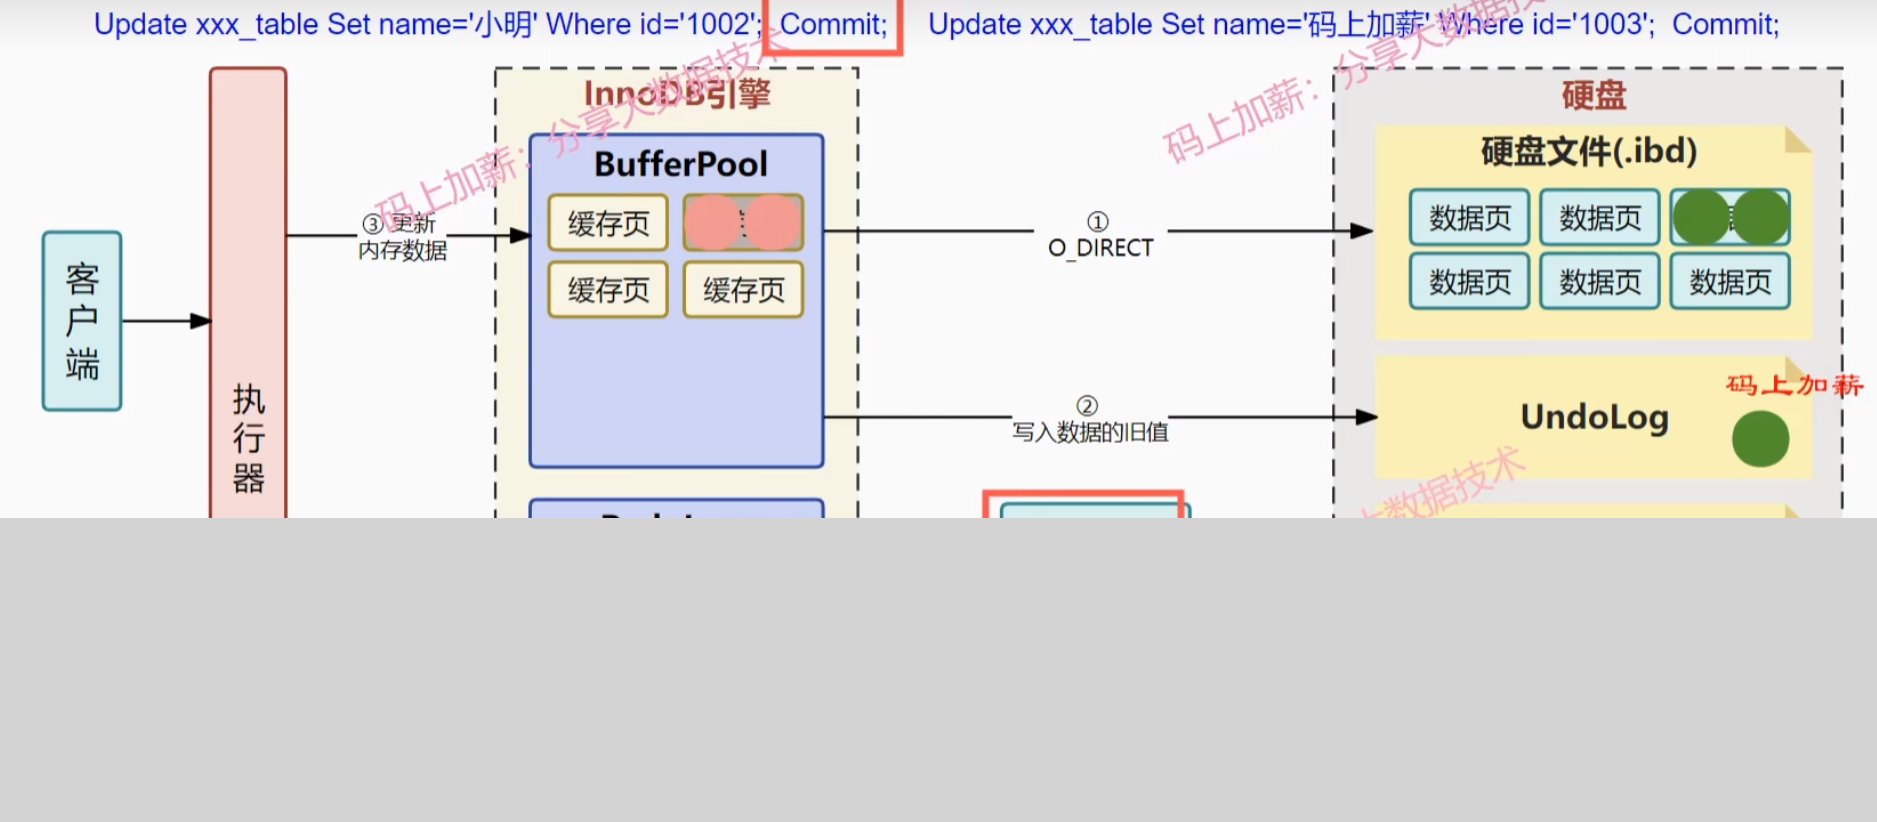 Update xxx_table Set name='小明' Where id='1002'; Commit; Update xxx_table Set name='码上加薪' Where id='1003'; Commit;
InnoDB引擎
硬盘
码上加薪：分享大数据技术
码上加薪：分享大数据技术
BufferPool
硬盘文件(.ibd)
缓存页
数据页 数据页
③更新
内存数据
①
O_DIRECT
客户端
缓存页 缓存页
数据页 数据页 数据页
执行器
②
写入数据的旧值
UndoLog
码上加薪
大数据技术